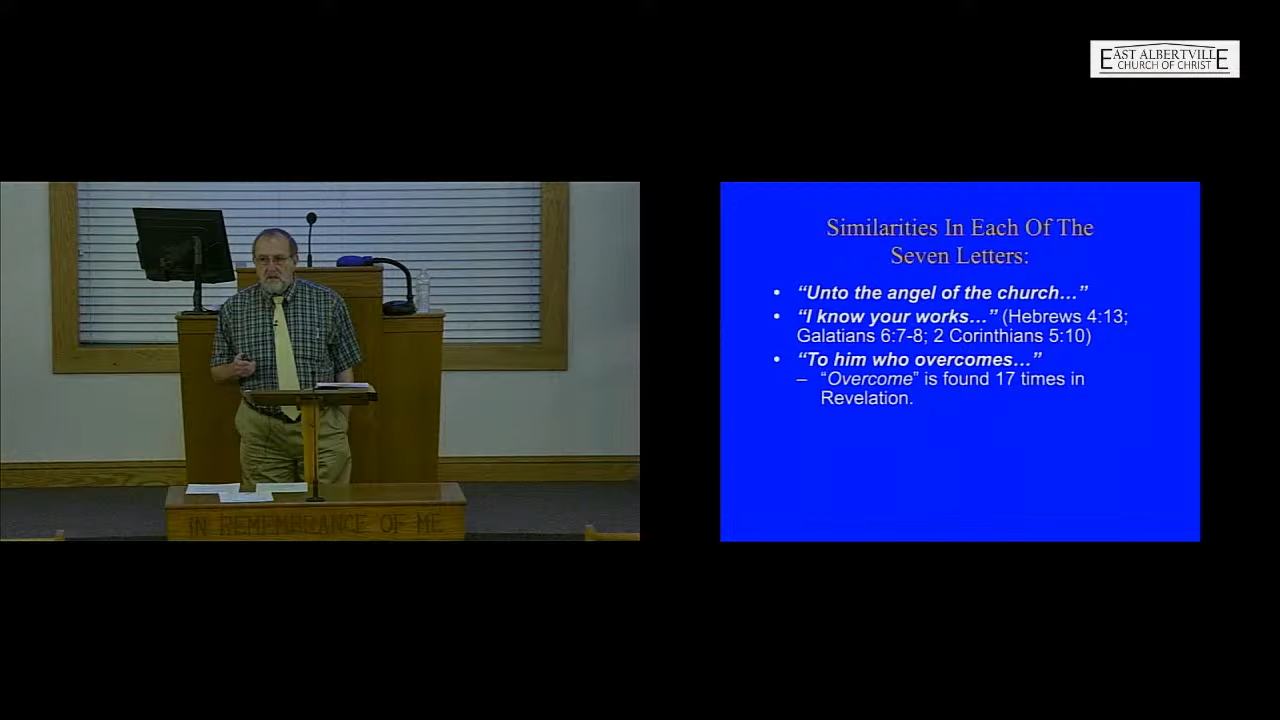 EAST ALBERTVILLE
CHURCH OF CHRIST
Similarities In Each Of The
Seven Letters:
• “Unto the angel of the church…”
• “I know your works…” (Hebrews 4:13;
Galatians 6:7-8; 2 Corinthians 5:10)
• “To him who overcomes…”
– “Overcome” is found 17 times in
Revelation.
IN REMEMBRANCE OF ME